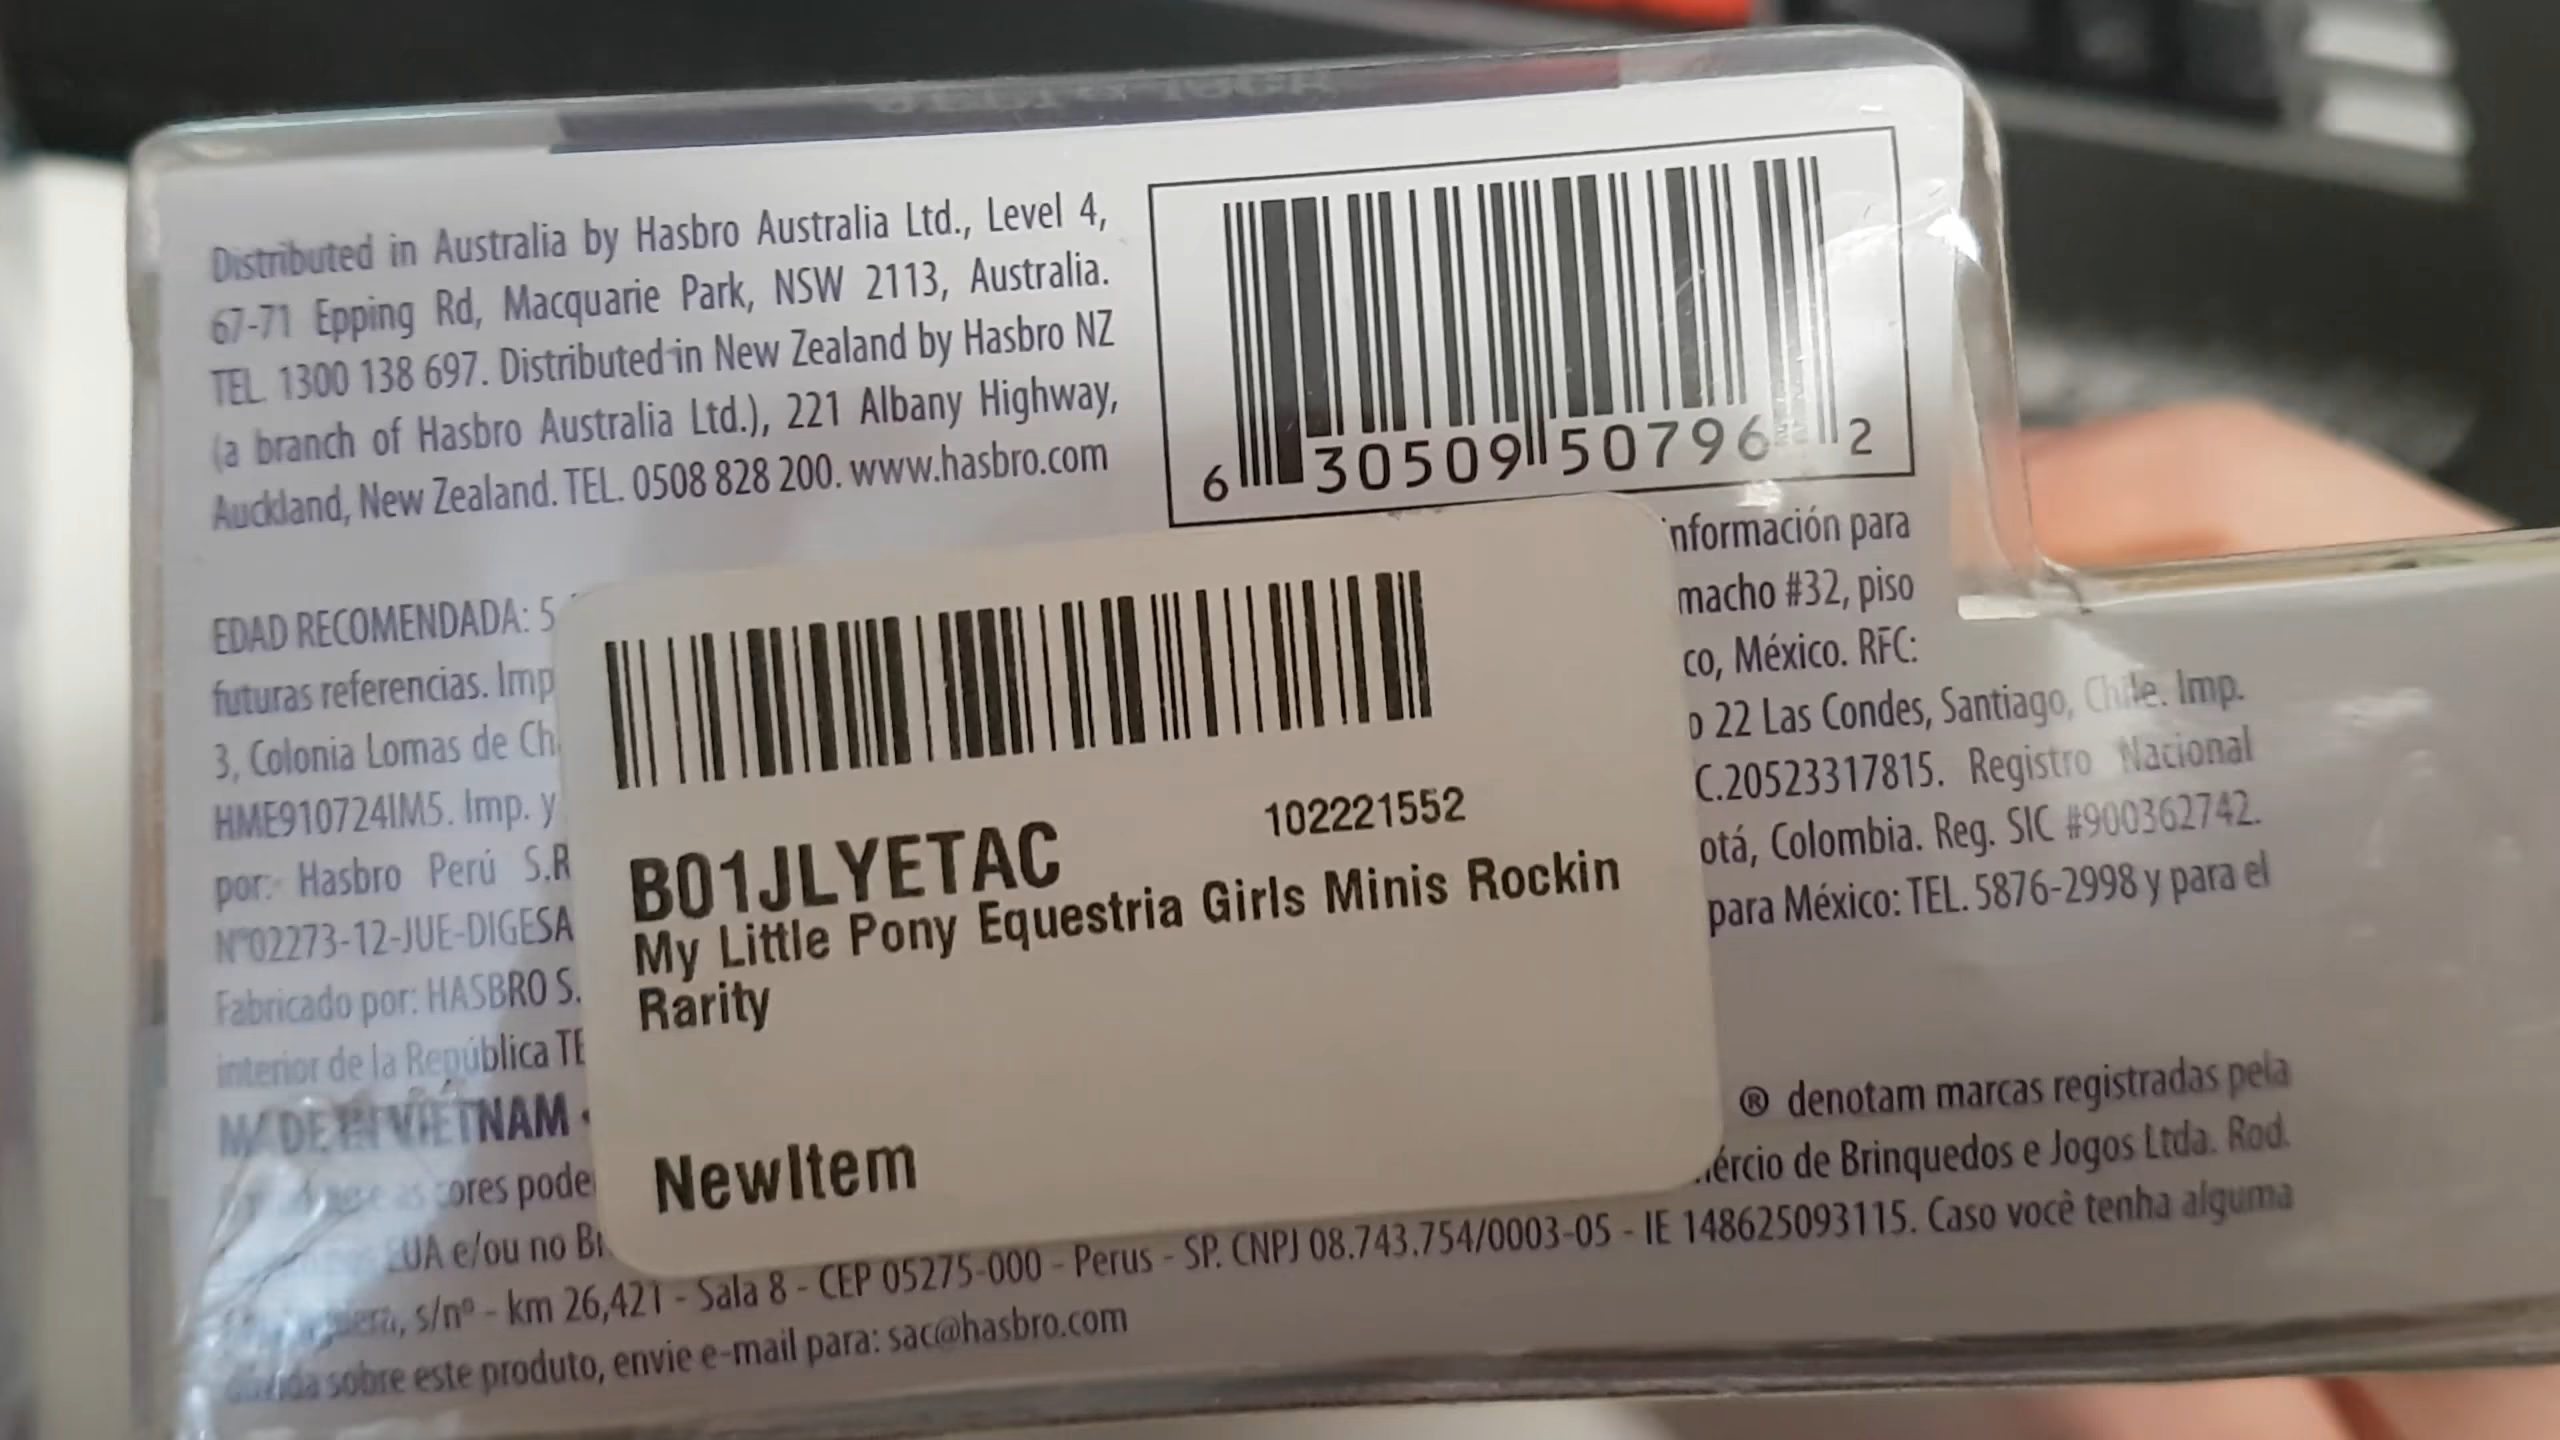 Distributed in Australia by Hasbro Australia Ltd., Level 4,
67-71 Epping Rd, Macquarie Park, NSW 2113, Australia.
TEL. 1300 138 697. Distributed in New Zealand by Hasbro NZ
(a branch of Hasbro Australia Ltd.), 221 Albany Highway,
Auckland, New Zealand. TEL. 0508 828 200. www.hasbro.com
6 30509 50796 2
EDAD RECOMENDADA: 5
futuras referencias. Imp
3, Colonia Lomas de Ch
HME910724IM5. Imp. y
por: Hasbro Perú S.R
N°02273-12-JUE-DIGESA
Fabricado por: HASBRO S.
interior de la República TE
MADE EN VIETNAM
cores pode
EUA e/ou no Br
nformación para
macho #32, piso
co, México. RFC:
o 22 Las Condes, Santiago, Chile. Imp.
C.20523317815. Registro Nacional
otá, Colombia. Reg. SIC #900362742.
para México: TEL. 5876-2998 y para el
® denotam marcas registradas pela
ércio de Brinquedos e Jogos Ltda. Rod.
102221552
B01JLYETAC
My Little Pony Equestria Girls Minis Rockin
Rarity
NewItem
s/nº - km 26,421 - Sala 8 - CEP 05275-000 - Perus - SP. CNPJ 08.743.754/0003-05 - IE 148625093115. Caso você tenha alguma
dúvida sobre este produto, envie e-mail para: sac@hasbro.com